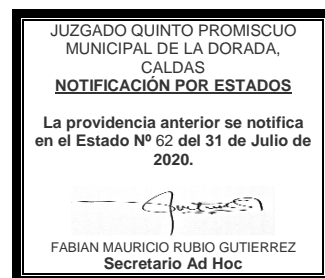 JUZGADO QUINTO PROMISCUO
MUNICIPAL DE LA DORADA,
CALDAS
NOTIFICACIÓN POR ESTADOS
La providencia anterior se notifica
en el Estado Nº 62 del 31 de Julio de
2020.
FABIAN MAURICIO RUBIO GUTIERREZ
Secretario Ad Hoc